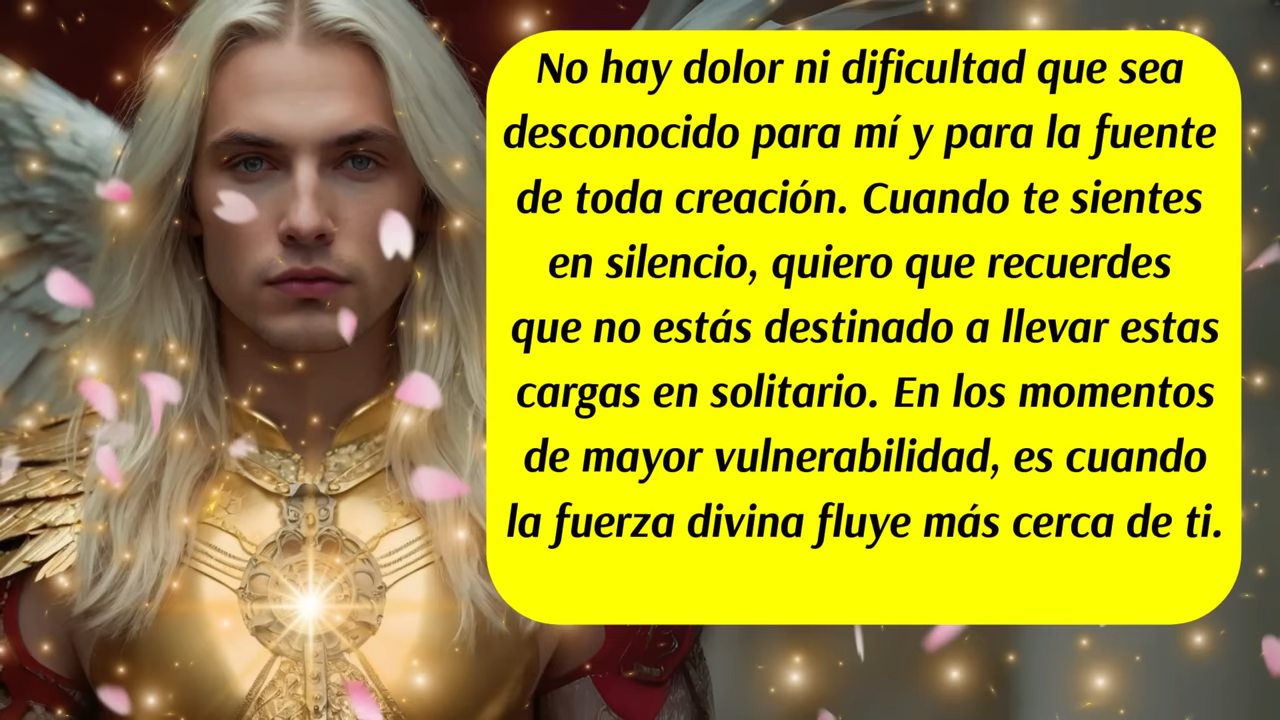 No hay dolor ni dificultad que sea
desconocido para mí y para la fuente
de toda creación. Cuando te sientes
en silencio, quiero que recuerdes
que no estás destinado a llevar estas
cargas en solitario. En los momentos
de mayor vulnerabilidad, es cuando
la fuerza divina fluye más cerca de ti.